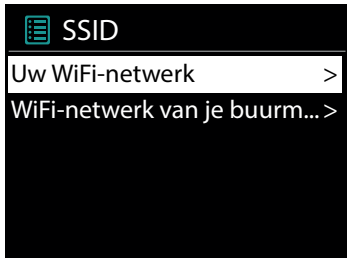 SSID
Uw WiFi-netwerk >
WiFi-netwerk van je buurm... >